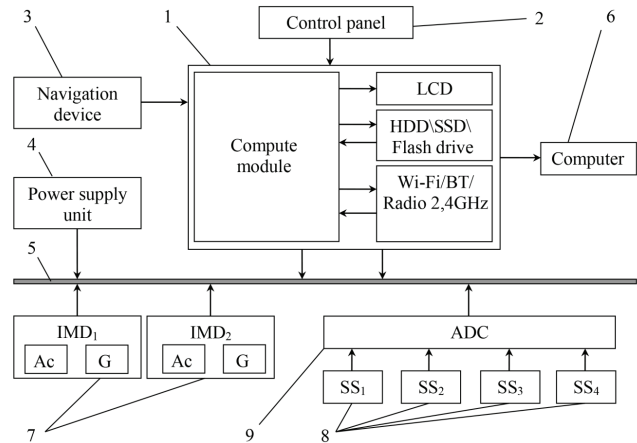 3
1
Control panel
2
6
Navigation
device
Compute
module
LCD
HDD\SSD\
Flash drive
Wi-Fi/BT/
Radio 2,4GHz
Computer
4
Power supply
unit
5
IMD₁
Ac
G
IMD₂
Ac
G
ADC
SS₁
SS₂
SS₃
SS₄
7
9
8